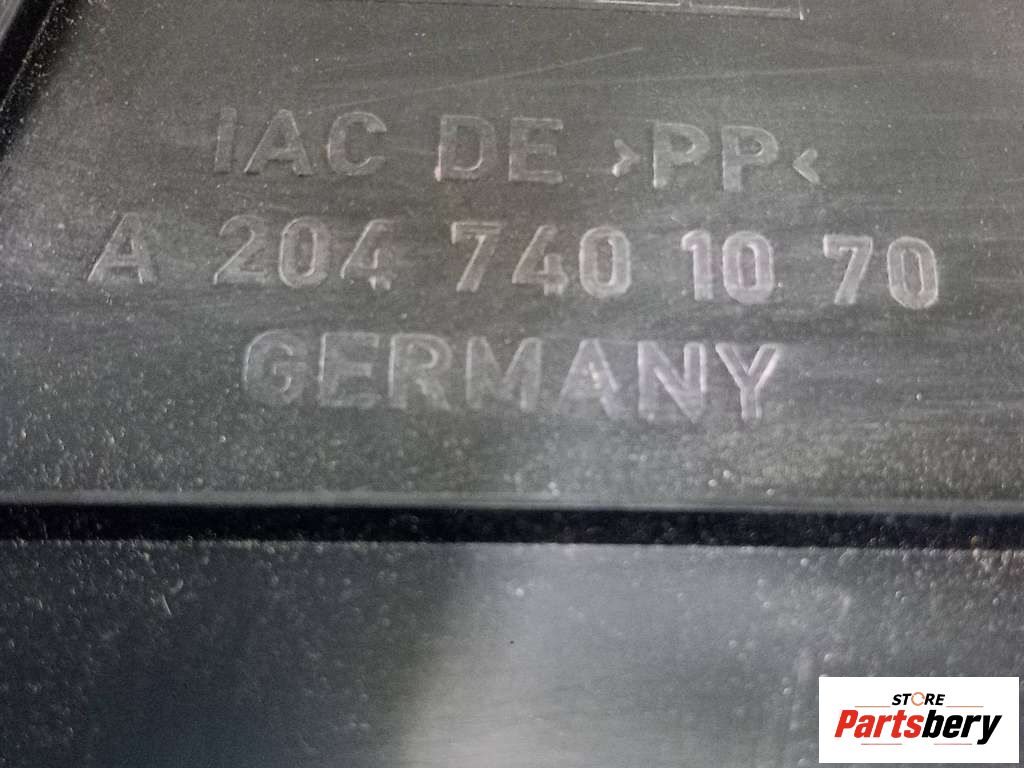 IAC DE >PP<
A 204 740 10 70
GERMANY
STORE
Partsbery